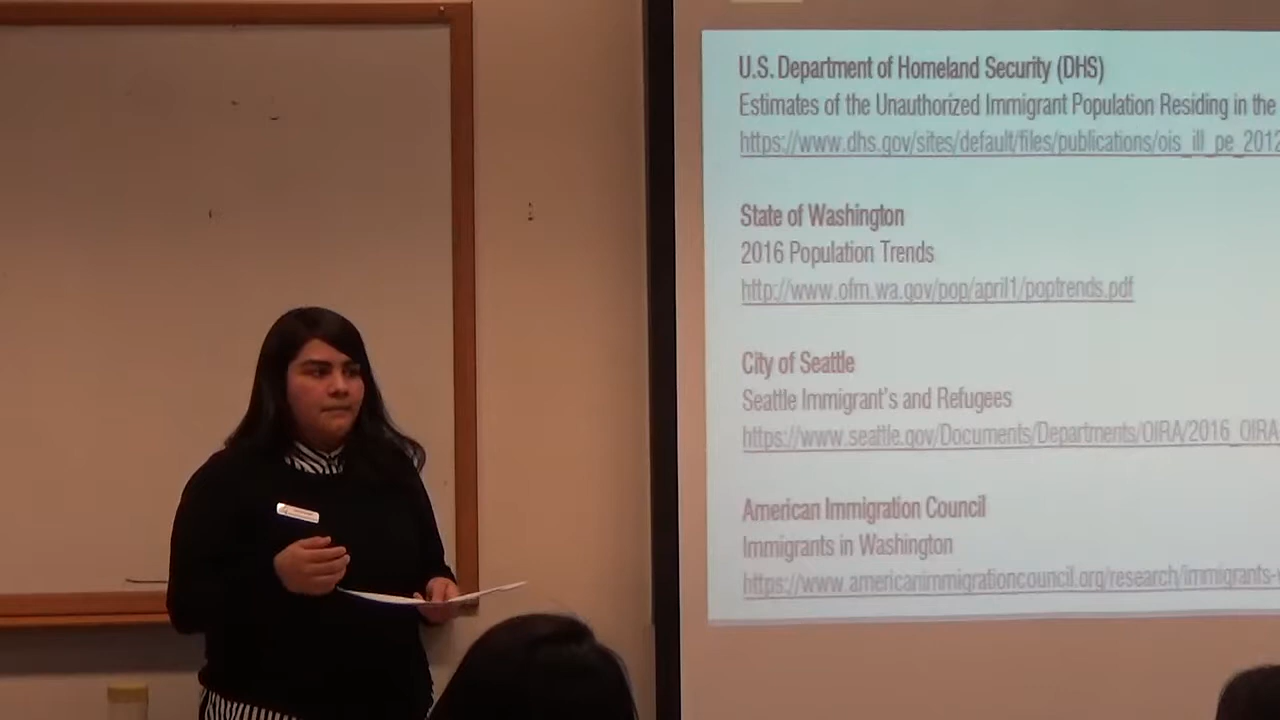 U.S. Department of Homeland Security (DHS)
Estimates of the Unauthorized Immigrant Population Residing in the
https://www.dhs.gov/sites/default/files/publications/ois_ill_pe_2012
State of Washington
2016 Population Trends
http://www.ofm.wa.gov/pop/april1/poptrends.pdf
City of Seattle
Seattle Immigrant's and Refugees
https://www.seattle.gov/Documents/Departments/OIRA/2016_OIRA
American Immigration Council
Immigrants in Washington
https://www.americanimmigrationcouncil.org/research/immigrants-